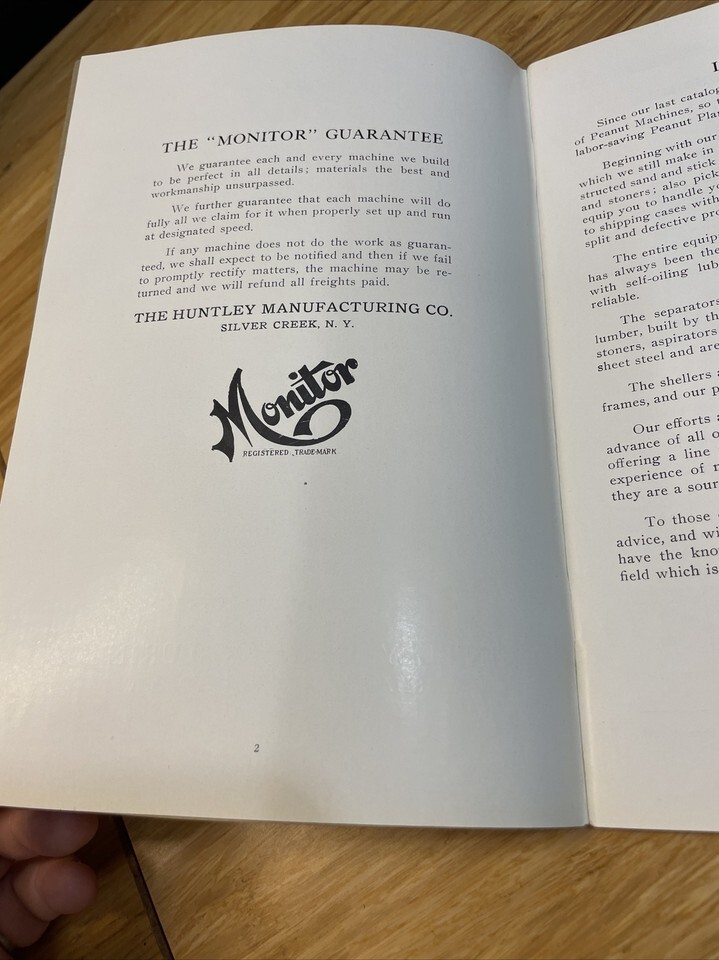 THE "MONITOR" GUARANTEE
We guarantee each and every machine we build
to be perfect in all details; materials the best and
workmanship unsurpassed.
We further guarantee that each machine will do
fully all we claim for it when properly set up and run
at designated speed.
If any machine does not do the work as guaran-
teed, we shall expect to be notified and then if we fail
to promptly rectify matters, the machine may be re-
turned and we will refund all freights paid.
THE HUNTLEY MANUFACTURING CO.
SILVER CREEK, N. Y.
Monitor
REGISTERED TRADE-MARK
2
Since our last catalog
of Peanut Machines, so
labor-saving Peanut Pla
Beginning with our
which we still make in
structed sand and stick
and stoners; also pick
equip you to handle yo
to shipping cases with
split and defective pro
The entire equip
has always been the
with self-oiling lub
reliable.
The separators
lumber, built by th
stoners, aspirators
sheet steel and are
The shellers
frames, and our p
Our efforts
advance of all o
offering a line
experience of
they are a sour
To those
advice, and wi
have the kno
field which is